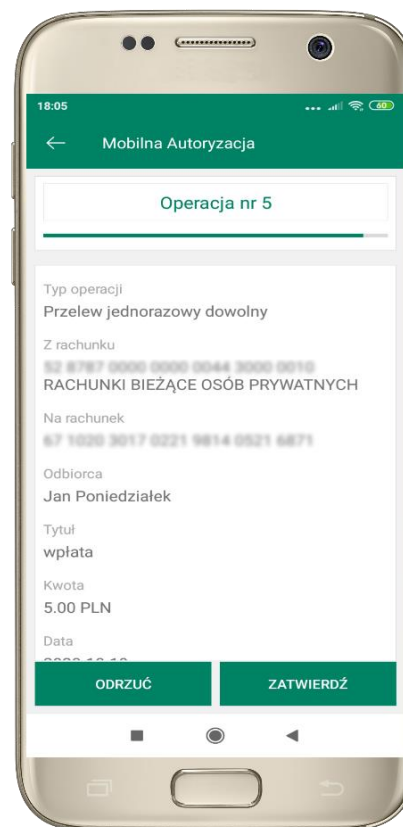 18:05
60
Mobilna Autoryzacja
Operacja nr 5
Typ operacji
Przelew jednorazowy dowolny
Z rachunku
RACHUNKI BIEŻĄCE OSÓB PRYWATNYCH
Na rachunek
Odbiorca
Jan Poniedziałek
Tytuł
wpłata
Kwota
5.00 PLN
Data
ODRZUĆ
ZATWIERDŹ